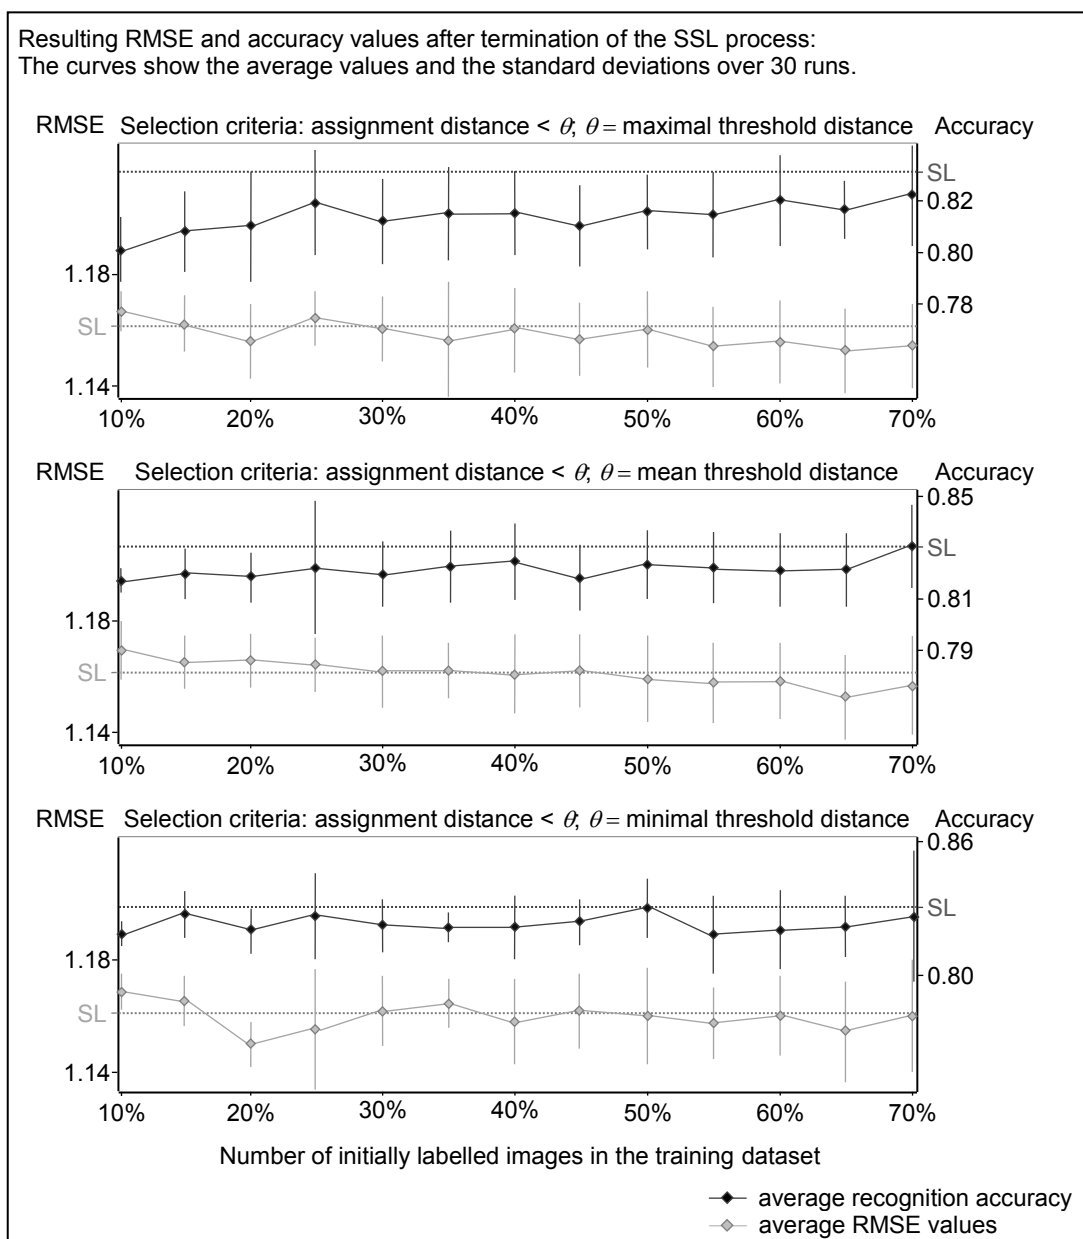 Resulting RMSE and accuracy values after termination of the SSL process:
The curves show the average values and the standard deviations over 30 runs.
RMSE Selection criteria: assignment distance < θ; θ = maximal threshold distance Accuracy
SL
0.82
0.80
1.18
0.78
SL
1.14
10% 20% 30% 40% 50% 60% 70%
RMSE Selection criteria: assignment distance < θ; θ = mean threshold distance Accuracy
0.85
SL
0.81
1.18
0.79
SL
1.14
10% 20% 30% 40% 50% 60% 70%
RMSE Selection criteria: assignment distance < θ; θ = minimal threshold distance Accuracy
0.86
SL
1.18
0.80
SL
1.14
10% 20% 30% 40% 50% 60% 70%
Number of initially labelled images in the training dataset
average recognition accuracy
average RMSE values